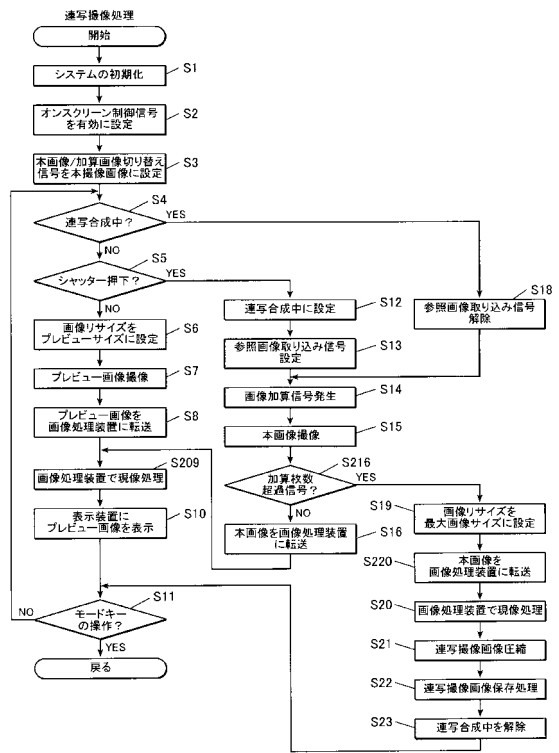 連写撮像処理
開始
システムの初期化
S1
オンスクリーン制御信号
を有効に設定
S2
本画像/加算画像切り替え
信号を本撮像画像に設定
S3
連写合成中？
S4
YES
NO
シャッター押下？
S5
YES
NO
画像リサイズを
プレビューサイズに設定
S6
プレビュー画像撮像
S7
プレビュー画像を
画像処理装置に転送
S8
画像処理装置で現像処理
S209
表示装置に
プレビュー画像を表示
S10
モードキー
の操作？
S11
NO
YES
戻る
連写合成中に設定
S12
参照画像取り込み信号
設定
S13
画像加算信号発生
S14
本画像撮像
S15
加算枚数
超過信号？
S216
YES
NO
本画像を画像処理装置
に転送
S16
参照画像取り込み信号
解除
S18
画像リサイズを
最大画像サイズに設定
S19
本画像を
画像処理装置に転送
S220
画像処理装置で現像処理
S20
連写撮像画像圧縮
S21
連写撮像画像保存処理
S22
連写合成中を解除
S23